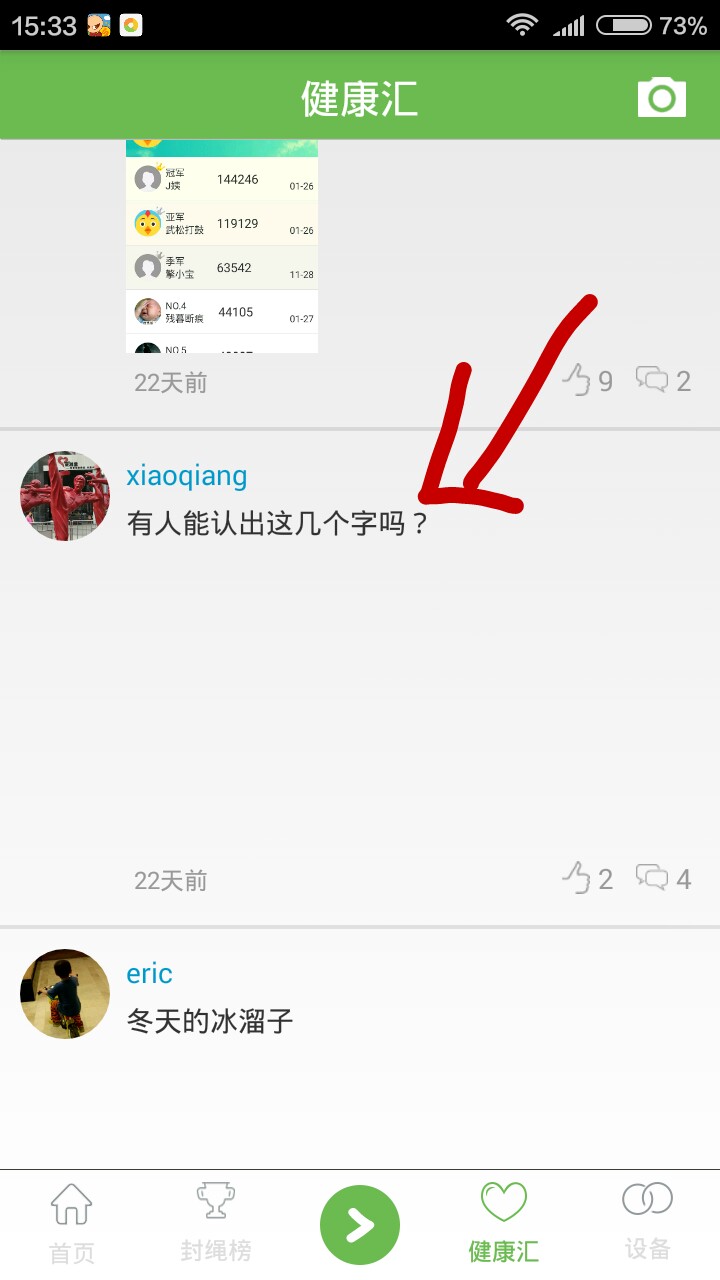 15:33 73%
健康汇
冠军
J姨 144246 01-26
亚军
武松打鼓 119129 01-26
季军
繁小宝 63542 11-28
NO.4
残暮断痕 44105 01-27
NO.5
22天前 9 2
xiaoqiang
有人能认出这几个字吗？
22天前 2 4
eric
冬天的冰溜子
首页 封绳榜 健康汇 设备